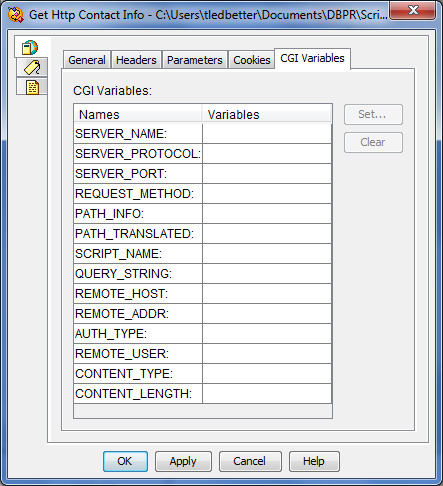 Get Http Contact Info - C:\Users\tledbetter\Documents\DBPR\Scri...
General Headers Parameters Cookies CGI Variables
CGI Variables:
Names Variables
Set...
SERVER_NAME:
SERVER_PROTOCOL:
Clear
SERVER_PORT:
REQUEST_METHOD:
PATH_INFO:
PATH_TRANSLATED:
SCRIPT_NAME:
QUERY_STRING:
REMOTE_HOST:
REMOTE_ADDR:
AUTH_TYPE:
REMOTE_USER:
CONTENT_TYPE:
CONTENT_LENGTH:
OK Apply Cancel Help